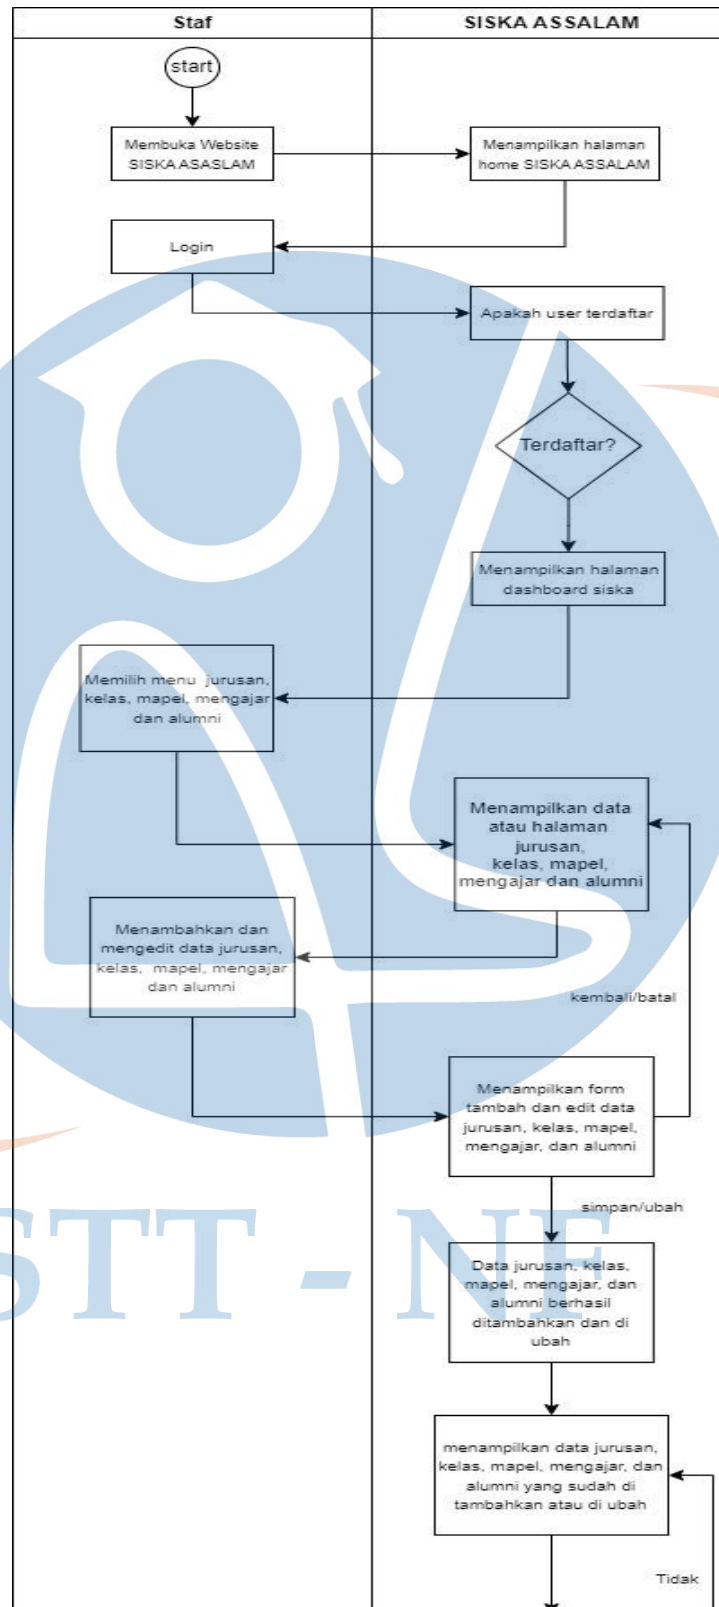 Staf
SISKA ASSALAM
start
Membuka Website
SISKA ASASLAM
Menampilkan halaman
home SISKA ASSALAM
Login
Apakah user terdaftar
Terdaftar?
Menampilkan halaman
dashboard siska
Memilih menu jurusan,
kelas, mapel, mengajar
dan alumni
Menampilkan data
atau halaman
jurusan,
kelas, mapel,
mengajar dan alumni
Menambahkan dan
mengedit data jurusan,
kelas, mapel, mengajar
dan alumni
kembali/batal
Menampilkan form
tambah dan edit data
jurusan, kelas, mapel,
mengajar, dan alumni
simpan/ubah
STT - NF
Data jurusan, kelas,
mapel, mengajar, dan
alumni berhasil
ditambahkan dan di
ubah
menampilkan data jurusan,
kelas, mapel, mengajar, dan
alumni yang sudah di
tambahkan atau di ubah
Tidak